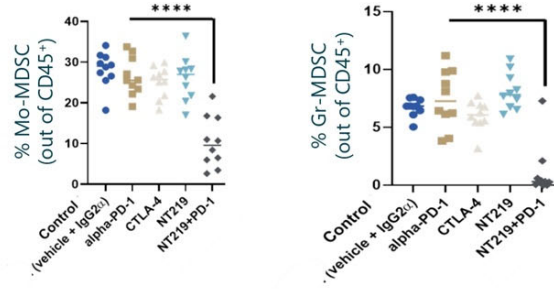 ****
% Mo-MDSC
(out of CD45+)
40
30
20
10
0
Control
(vehicle + IgG2α)
alpha-PD-1
CTLA-4
NT219
NT219+PD-1
****
% Gr-MDSC
(out of CD45+)
15
10
5
0
Control
. (vehicle + IgG2α)
alpha-PD-1
CTLA-4
NT219
NT219+PD-1